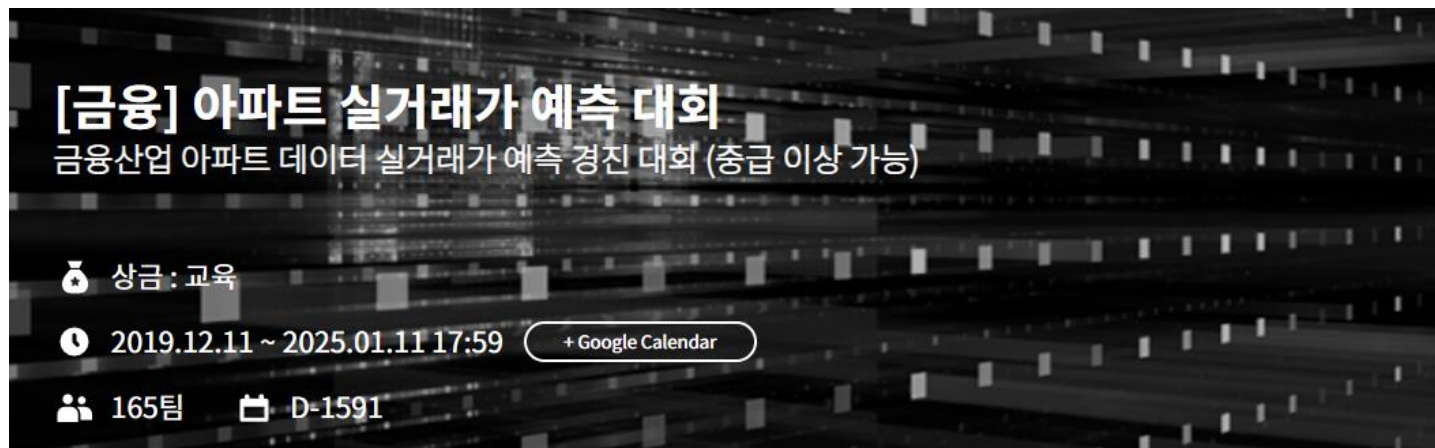 [금융] 아파트 실거래가 예측 대회
금융산업 아파트 데이터 실거래가 예측 경진 대회 (중급 이상 가능)
상금 : 교육
2019.12.11 ~ 2025.01.11 17:59 + Google Calendar
165팀 D-1591